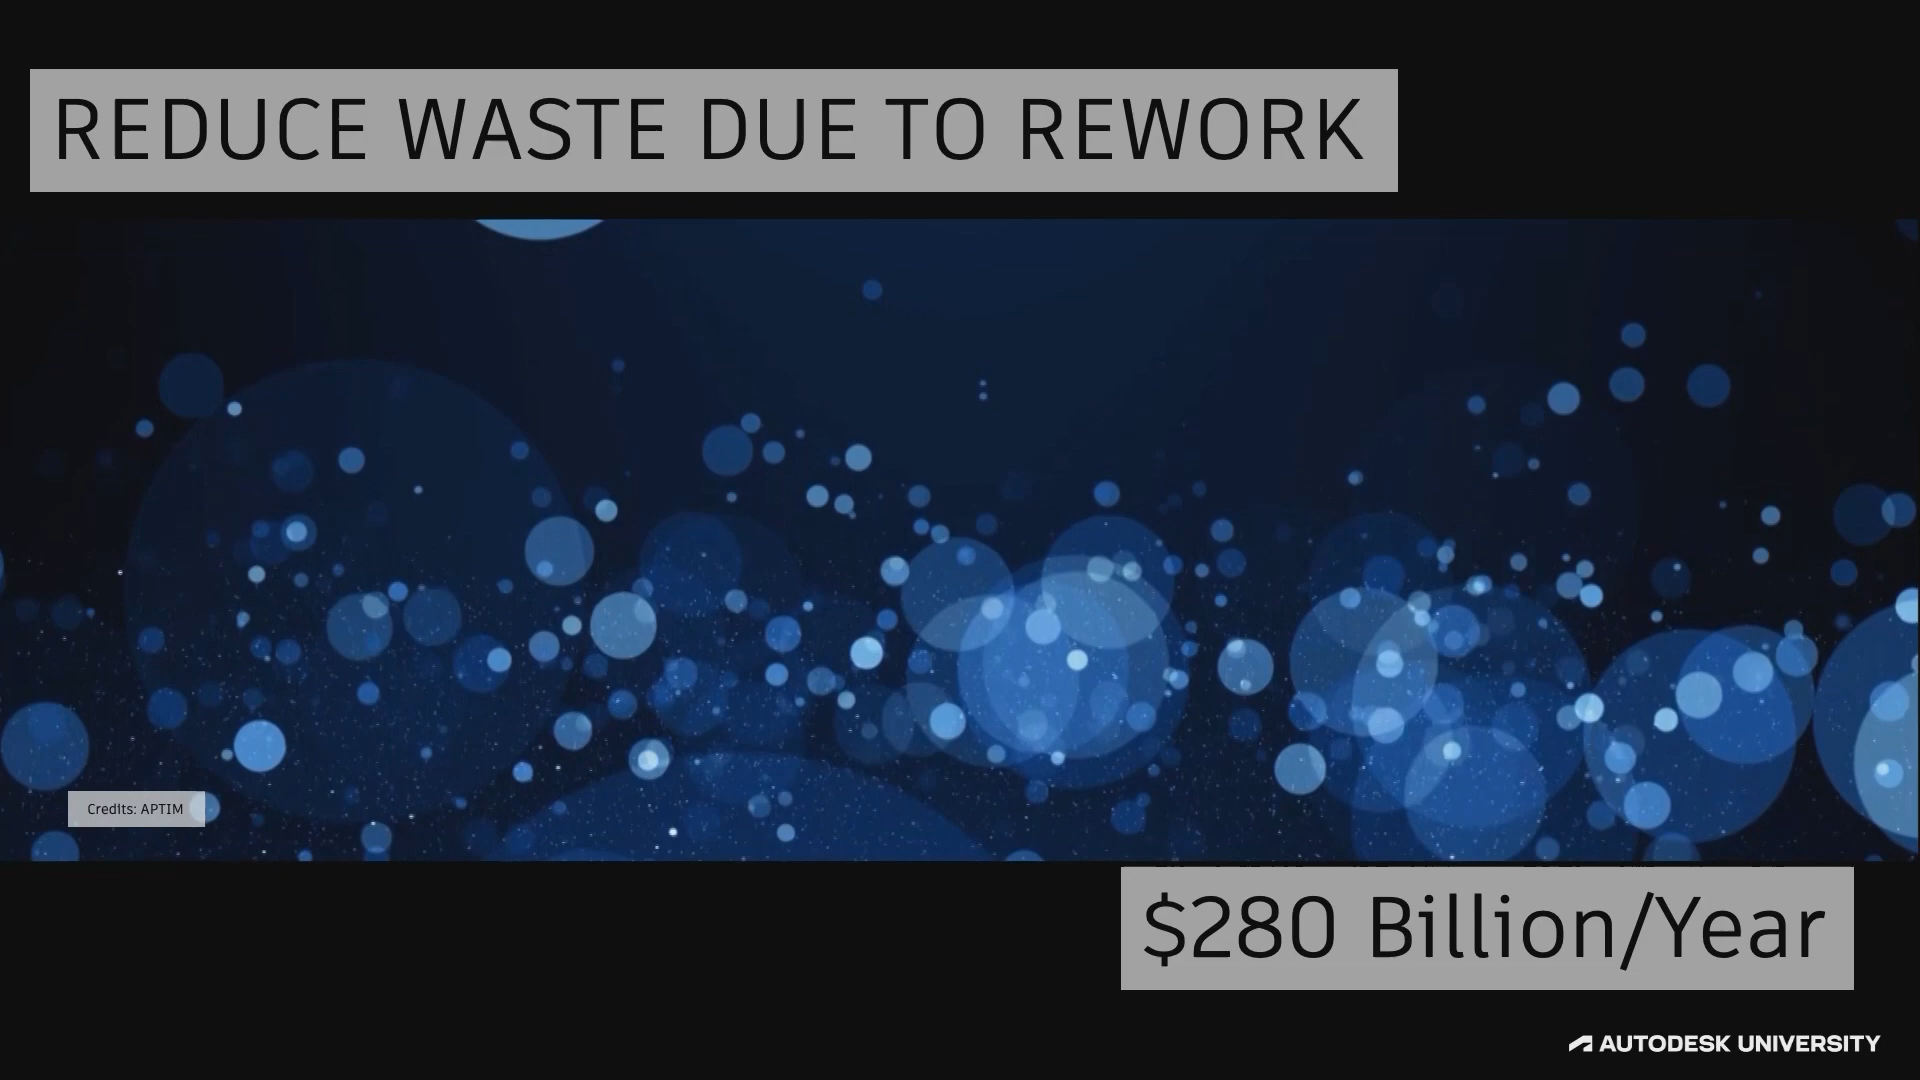 REDUCE WASTE DUE TO REWORK
Credits: APTIM
$280 Billion/Year
AUTODESK UNIVERSITY